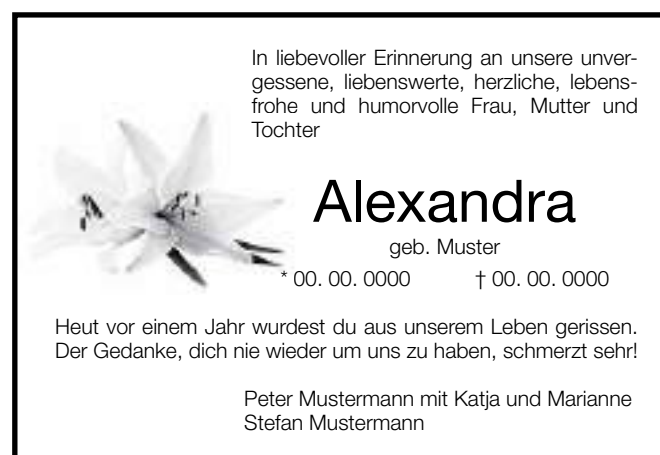 In liebevoller Erinnerung an unsere unver-
gessene, liebenswerte, herzliche, lebens-
frohe und humorvolle Frau, Mutter und
Tochter
Alexandra
geb. Muster
* 00. 00. 0000 † 00. 00. 0000
Heut vor einem Jahr wurdest du aus unserem Leben gerissen.
Der Gedanke, dich nie wieder um uns zu haben, schmerzt sehr!
Peter Mustermann mit Katja und Marianne
Stefan Mustermann